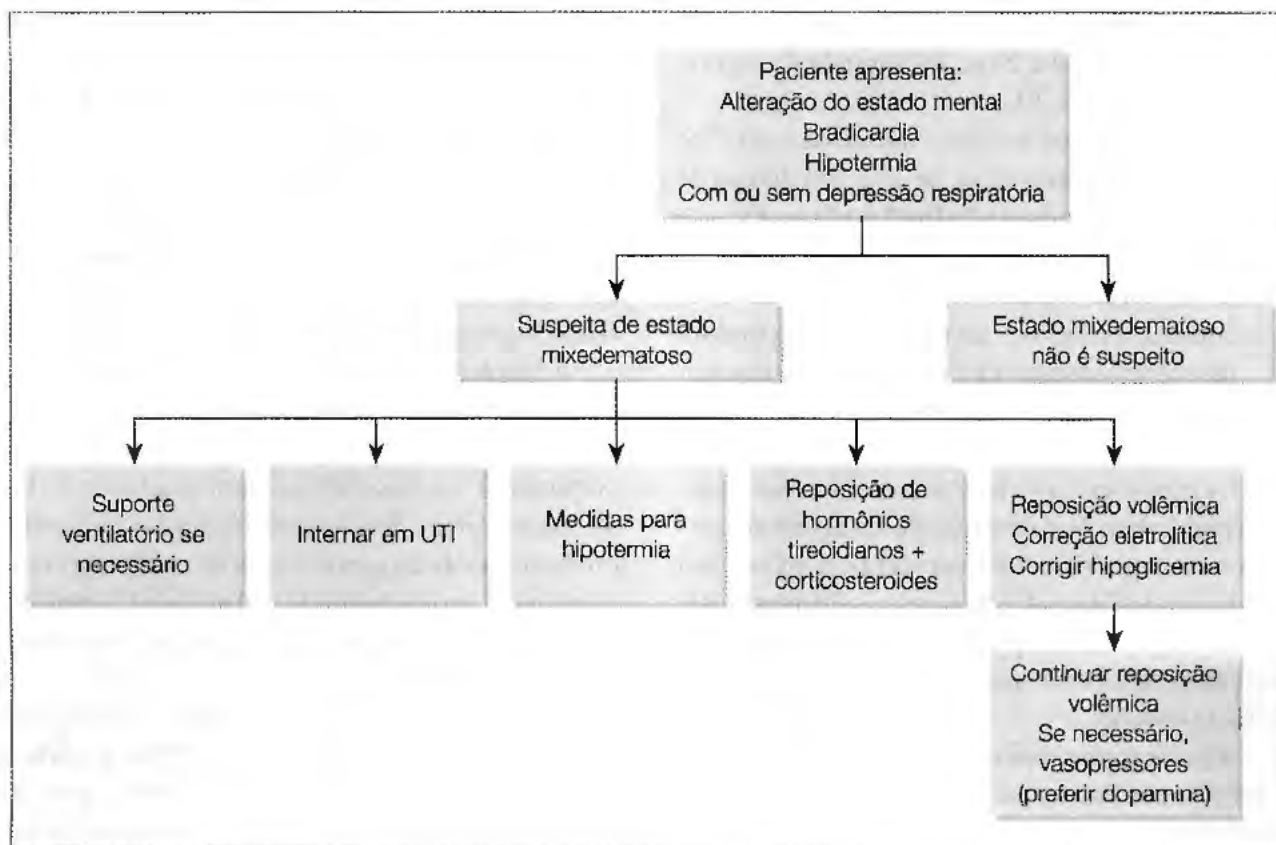 Paciente apresenta:
Alteração do estado mental
Bradicardia
Hipotermia
Com ou sem depressão respiratória
Suspeita de estado
mixedematoso
Estado mixedematoso
não é suspeito
Suporte
ventilatório se
necessário
Internar em UTI
Medidas para
hipotermia
Reposição de
hormônios
tireoidianos +
corticosteroides
Reposição volêmica
Correção eletrolítica
Corrigir hipoglicemia
Continuar reposição
volêmica
Se necessário,
vasopressores
(preferir dopamina)